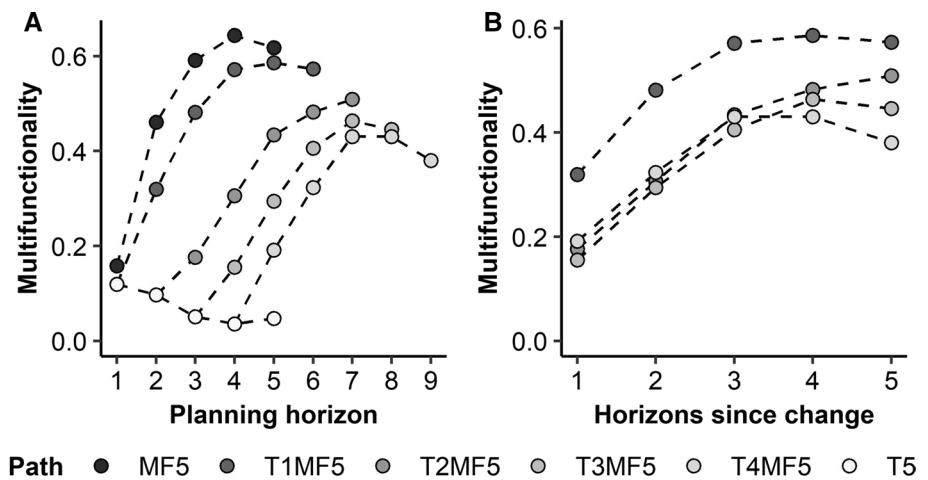 A
Multifunctionality
0.6
0.4
0.2
0.0
1 2 3 4 5 6 7 8 9
Planning horizon
B
Multifunctionality
0.6
0.4
0.2
0.0
1 2 3 4 5
Horizons since change
Path MF5 T1MF5 T2MF5 T3MF5 T4MF5 T5